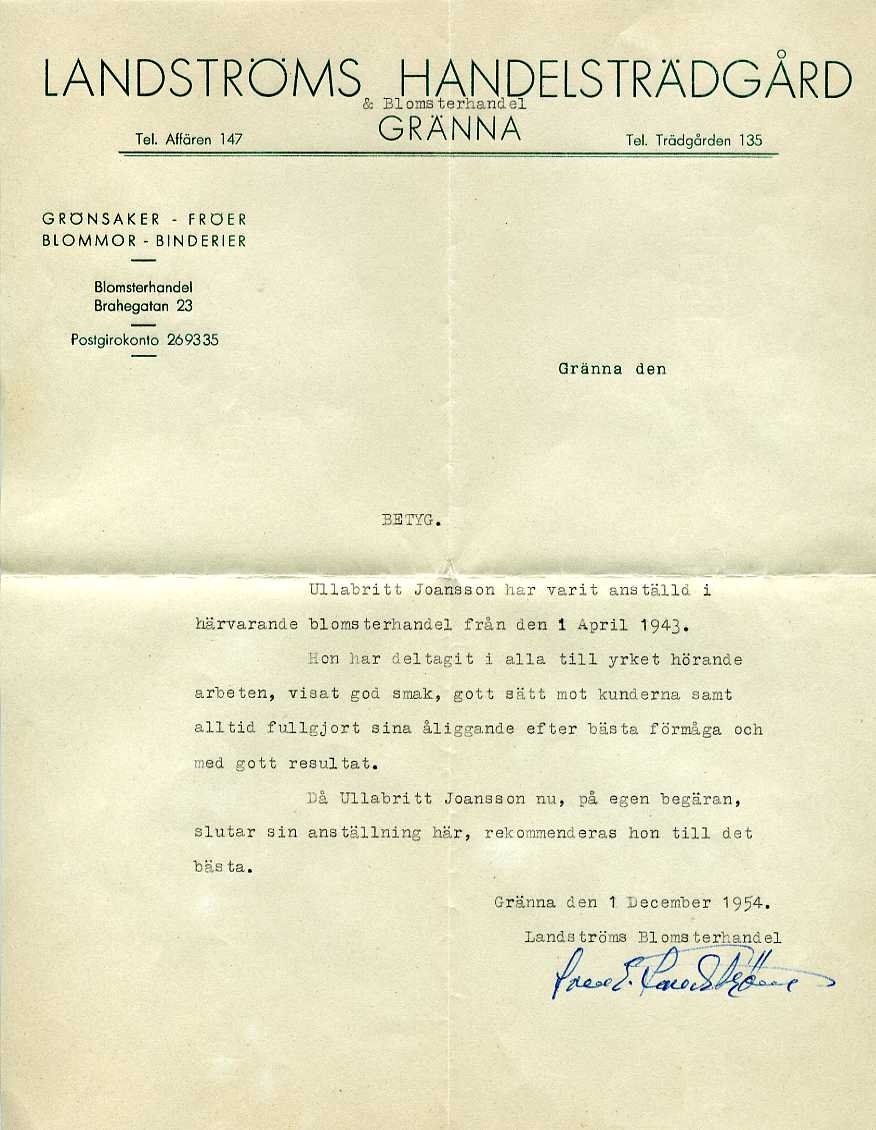 LANDSTRÖMS HANDELSTRÄDGÅRD
& Blomsterhandel
GRÄNNA
Tel. Affären 147
Tel. Trädgården 135
GRÖNSAKER - FRÖER
BLOMMOR - BINDERIER
Blomsterhandel
Brahegatan 23
Postgirokonto 269335
Gränna den
BETYG.
Ullabritt Joansson har varit anställd i
härvarande blomsterhandel från den 1 April 1943.
Hon har deltagit i alla till yrket hörande
arbeten, visat god smak, gott sätt mot kunderna samt
alltid fullgjort sina åliggande efter bästa förmåga och
med gott resultat.
Då Ullabritt Joansson nu, på egen begäran,
slutar sin anställning här, rekommenderas hon till det
bästa.
Gränna den 1 December 1954.
Landströms Blomsterhandel
E. Landström